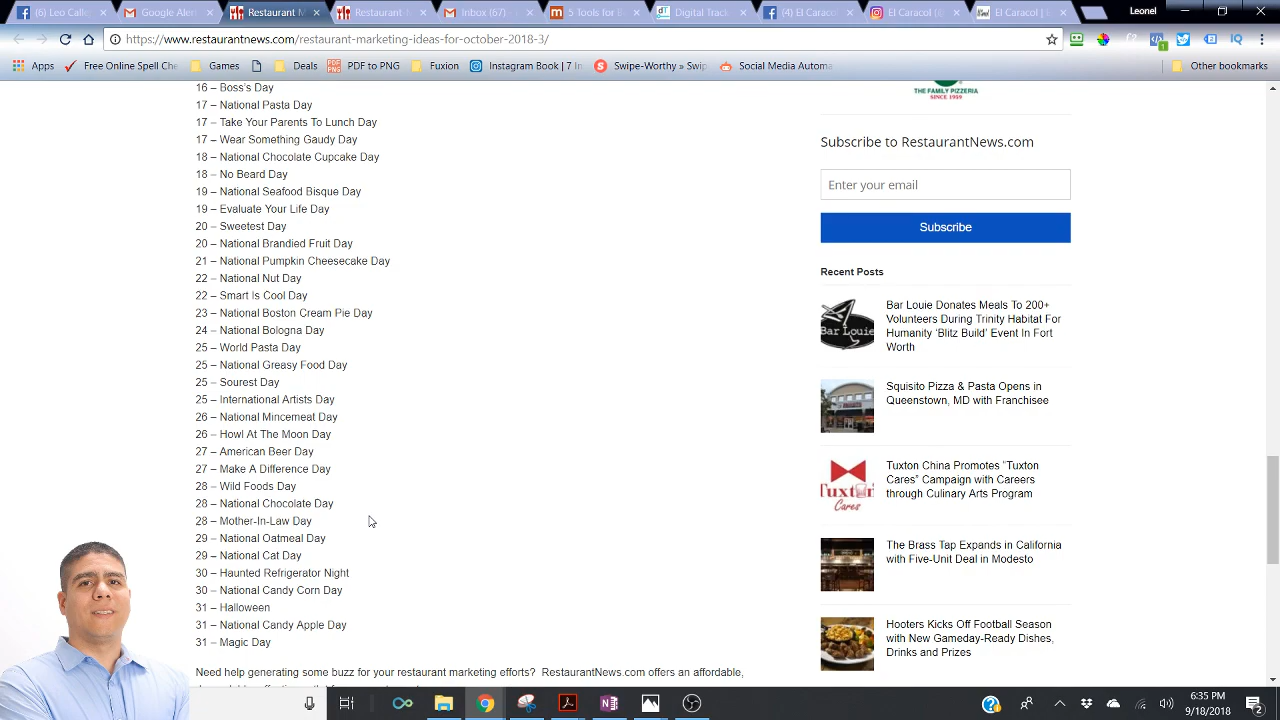 (6) Leo Calle
Google Aler
Restaurant M
Restaurant
Inbox (67)
5 Tools for B
Digital Track
(4) El Caraco
El Caracol (
El Caracol |
Leonel
https://www.restaurantnews.com/restaurant-marketing-ideas-for-october-2018-3/
Apps
Free Online Spell Che
Games
Deals
PDF to PNG
Fuxion
Instagram Book | 7 In
Swipe-Worthy » Swip
Social Media Automa
Other bookmarks
16 – Boss's Day
17 – National Pasta Day
17 – Take Your Parents To Lunch Day
17 – Wear Something Gaudy Day
18 – National Chocolate Cupcake Day
18 – No Beard Day
19 – National Seafood Bisque Day
19 – Evaluate Your Life Day
20 – Sweetest Day
20 – National Brandied Fruit Day
21 – National Pumpkin Cheesecake Day
22 – National Nut Day
22 – Smart Is Cool Day
23 – National Boston Cream Pie Day
24 – National Bologna Day
25 – World Pasta Day
25 – National Greasy Food Day
25 – Sourest Day
25 – International Artists Day
26 – National Mincemeat Day
26 – Howl At The Moon Day
27 – American Beer Day
27 – Make A Difference Day
28 – Wild Foods Day
28 – National Chocolate Day
28 – Mother-In-Law Day
29 – National Oatmeal Day
29 – National Cat Day
30 – Haunted Refrigerator Night
30 – National Candy Corn Day
31 – Halloween
31 – National Candy Apple Day
31 – Magic Day
Need help generating some buzz for your restaurant marketing efforts? RestaurantNews.com offers an affordable,
THE FAMILY PIZZERIA
SINCE 1959
Subscribe to RestaurantNews.com
Enter your email
Subscribe
Recent Posts
Bar Louie
Bar Louie Donates Meals To 200+
Volunteers During Trinity Habitat For
Humanity 'Blitz Build' Event In Fort
Worth
Squisito Pizza & Pasta Opens in
Queenstown, MD with Franchisee
Tuxton
Cares
Tuxton China Promotes "Tuxton
Cares" Campaign with Careers
through Culinary Arts Program
The Brass Tap Expands in California
with Five-Unit Deal in Modesto
Hooters Kicks Off Football Season
with New Gameday-Ready Dishes,
Drinks and Prizes
6:35 PM
9/18/2018